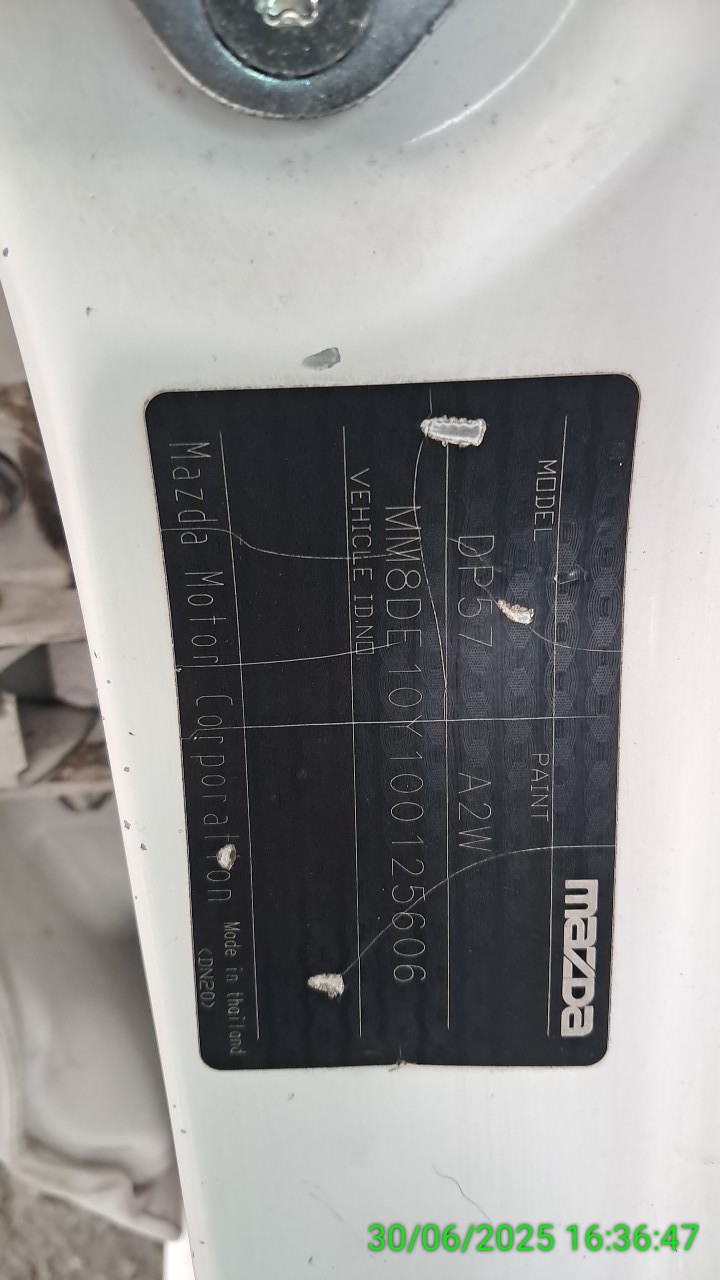 mazda
MODEL PAINT
DP57 A2W
MM8DE10Y100125606
VEHICLE ID.NO.
Mazda Motor Corporation Made in thailand
<DN20>
30/06/2025 16:36:47